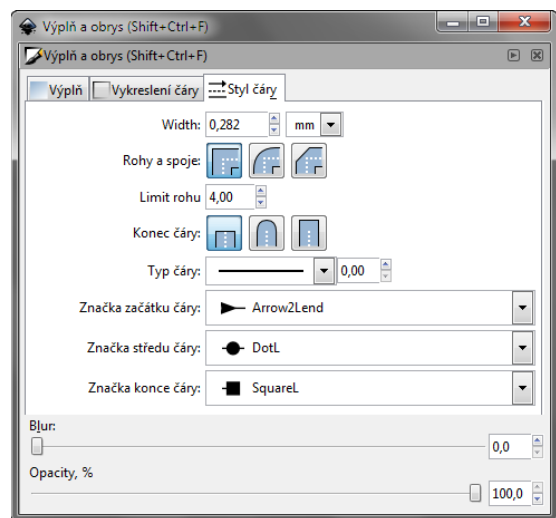 Výplň a obrys (Shift+Ctrl+F)
Výplň a obrys (Shift+Ctrl+F)
Výplň Vykreslení čáry Styl čáry
Width: 0,282 mm
Rohy a spoje:
Limit rohu 4,00
Konec čáry:
Typ čáry: 0,00
Značka začátku čáry: Arrow2Lend
Značka středu čáry: DotL
Značka konce čáry: SquareL
Blur:
0,0
Opacity, %
100,0